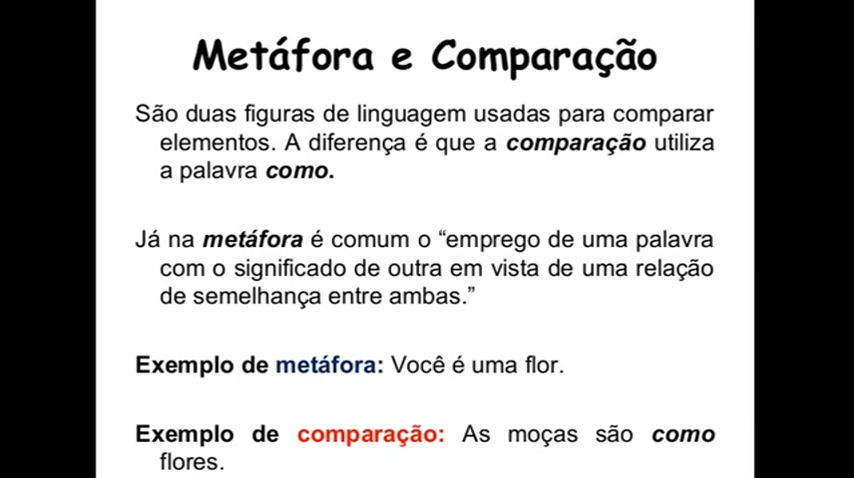 Metáfora e Comparação
São duas figuras de linguagem usadas para comparar
elementos. A diferença é que a comparação utiliza
a palavra como.
Já na metáfora é comum o “emprego de uma palavra
com o significado de outra em vista de uma relação
de semelhança entre ambas.”
Exemplo de metáfora: Você é uma flor.
Exemplo de comparação: As moças são como
flores.